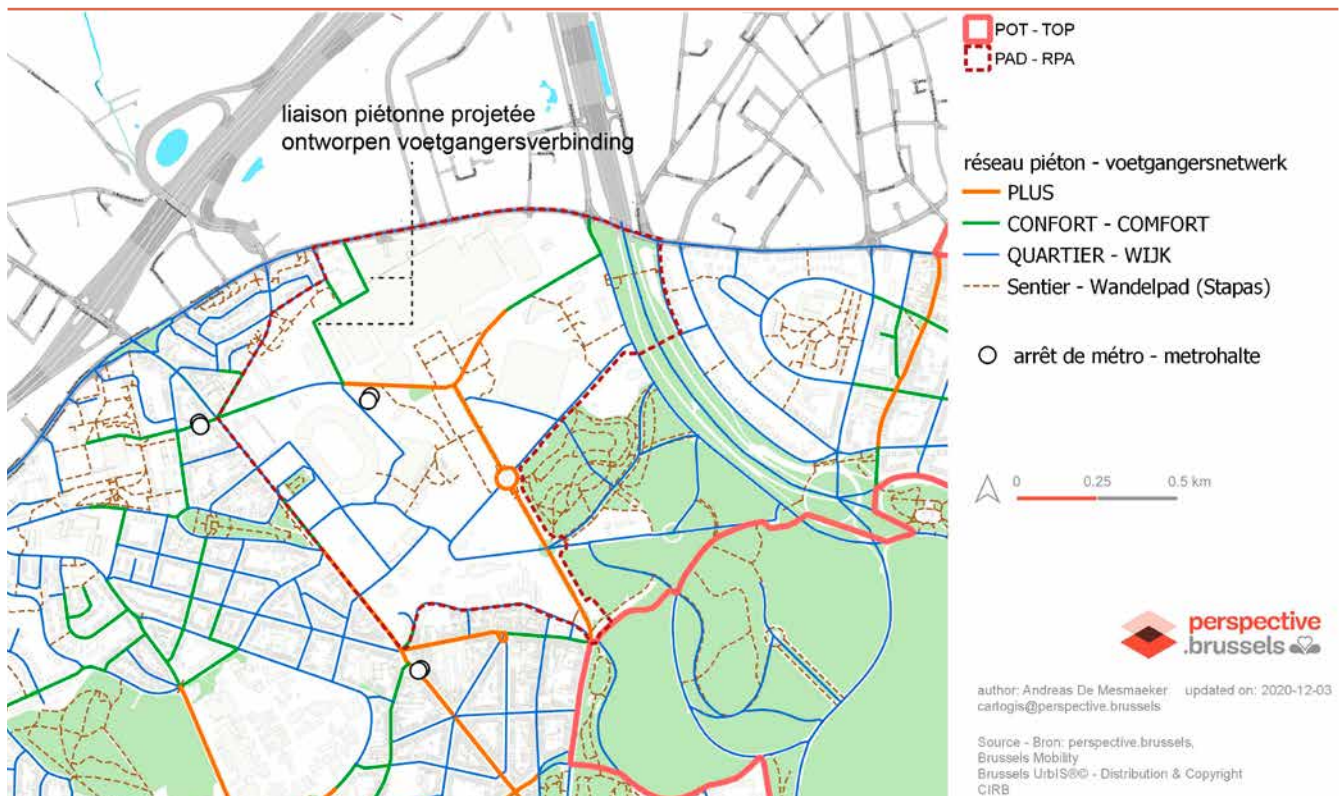 liaison piétonne projetée
ontworpen voetgangersverbinding
POT - TOP
PAD - RPA
réseau piéton - voetgangersnetwerk
PLUS
CONFORT - COMFORT
QUARTIER - WIJK
Sentier - Wandelpad (Stapas)
arrêt de métro - metrohalte
0 0.25 0.5 km
perspective
.brussels
author: Andreas De Mesmaeker updated on: 2020-12-03
cartogis@perspective.brussels
Source - Bron: perspective.brussels,
Brussels Mobility
Brussels UrbIS®© - Distribution & Copyright
CIRB